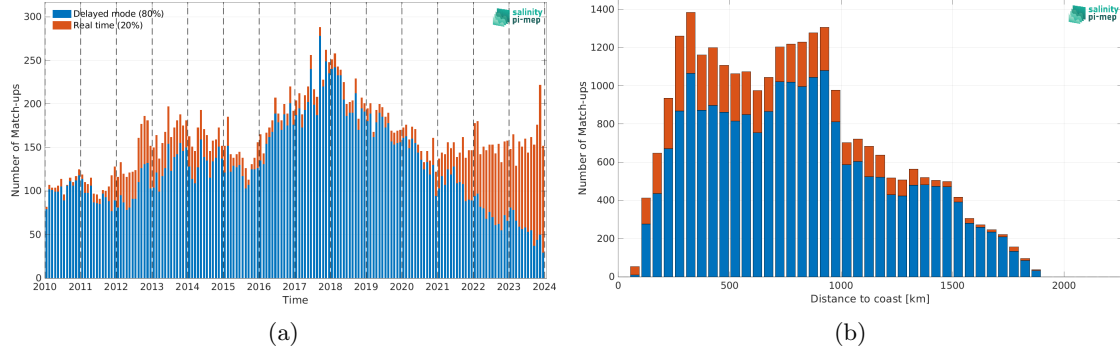 Delayed mode (80%)
Real time (20%)
salinity
pi-mep
Number of Match-ups
300
250
200
150
100
50
0
2010 2011 2012 2013 2014 2015 2016 2017 2018 2019 2020 2021 2022 2023 2024
Time
(a)
salinity
pi-mep
Number of Match-ups
1400
1200
1000
800
600
400
200
0
0 500 1000 1500 2000
Distance to coast [km]
(b)